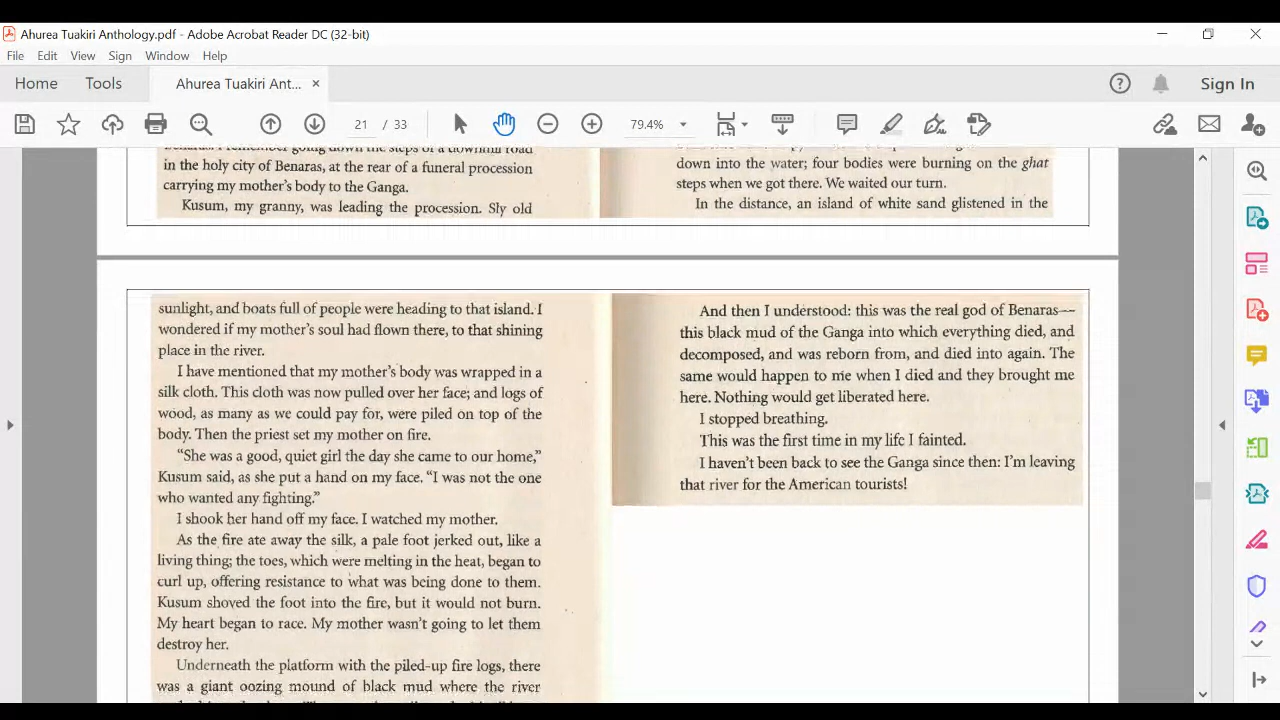 Ahurea Tuakiri Anthology.pdf - Adobe Acrobat Reader DC (32-bit)
File Edit View Sign Window Help
Home Tools Ahurea Tuakiri Ant... × Sign In
21 / 33 79.4%
in the holy city of Benaras, at the rear of a funeral procession
carrying my mother's body to the Ganga.
Kusum, my granny, was leading the procession. Sly old
down into the water; four bodies were burning on the ghat
steps when we got there. We waited our turn.
In the distance, an island of white sand glistened in the
sunlight, and boats full of people were heading to that island. I
wondered if my mother's soul had flown there, to that shining
place in the river.
I have mentioned that my mother's body was wrapped in a
silk cloth. This cloth was now pulled over her face; and logs of
wood, as many as we could pay for, were piled on top of the
body. Then the priest set my mother on fire.
“She was a good, quiet girl the day she came to our home,”
Kusum said, as she put a hand on my face. “I was not the one
who wanted any fighting.”
I shook her hand off my face. I watched my mother.
As the fire ate away the silk, a pale foot jerked out, like a
living thing; the toes, which were melting in the heat, began to
curl up, offering resistance to what was being done to them.
Kusum shoved the foot into the fire, but it would not burn.
My heart began to race. My mother wasn't going to let them
destroy her.
Underneath the platform with the piled-up fire logs, there
was a giant oozing mound of black mud where the river
And then I understood: this was the real god of Benaras—
this black mud of the Ganga into which everything died, and
decomposed, and was reborn from, and died into again. The
same would happen to me when I died and they brought me
here. Nothing would get liberated here.
I stopped breathing.
This was the first time in my life I fainted.
I haven't been back to see the Ganga since then: I'm leaving
that river for the American tourists!